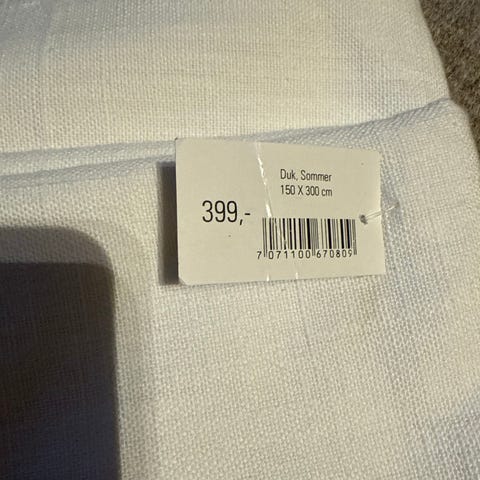 Duk, Sommer
150 X 300 cm
399,-
7 071100 670809